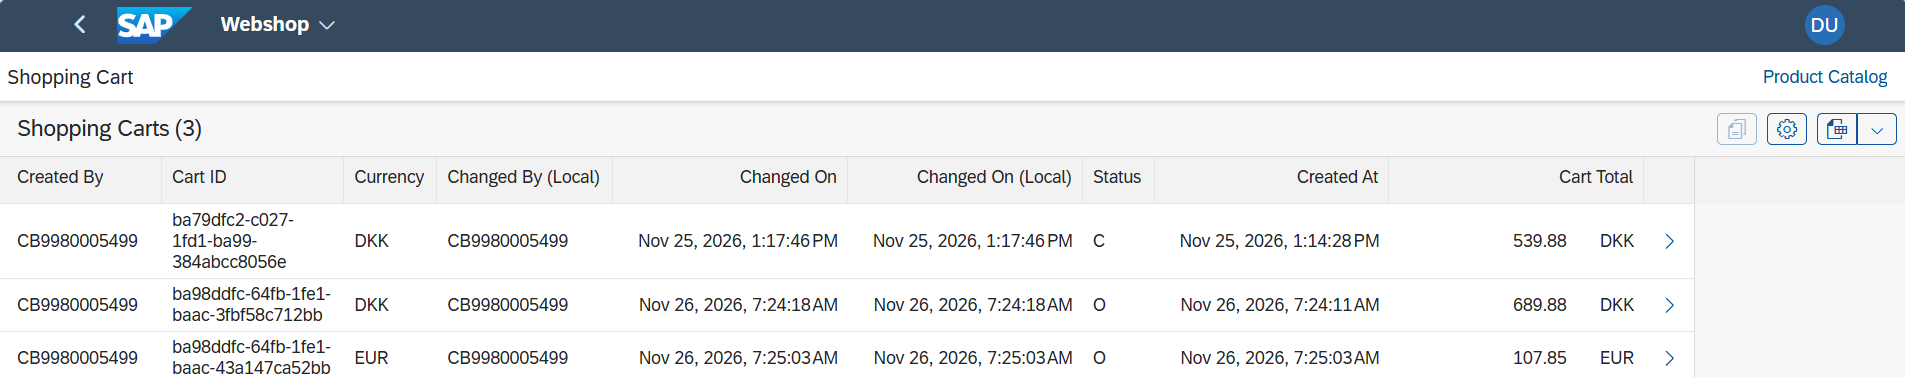 SAP Webshop DU
Shopping Cart Product Catalog
Shopping Carts (3)
Created By Cart ID Currency Changed By (Local) Changed On Changed On (Local) Status Created At Cart Total
CB9980005499 ba79dfc2-c027-1fd1-ba99-384abcc8056e DKK CB9980005499 Nov 25, 2026, 1:17:46 PM Nov 25, 2026, 1:17:46 PM C Nov 25, 2026, 1:14:28 PM 539.88 DKK
CB9980005499 ba98ddfc-64fb-1fe1-baac-3fbf58c712bb DKK CB9980005499 Nov 26, 2026, 7:24:18 AM Nov 26, 2026, 7:24:18 AM O Nov 26, 2026, 7:24:11 AM 689.88 DKK
CB9980005499 ba98ddfc-64fb-1fe1-baac-43a147ca52bb EUR CB9980005499 Nov 26, 2026, 7:25:03 AM Nov 26, 2026, 7:25:03 AM O Nov 26, 2026, 7:25:03 AM 107.85 EUR